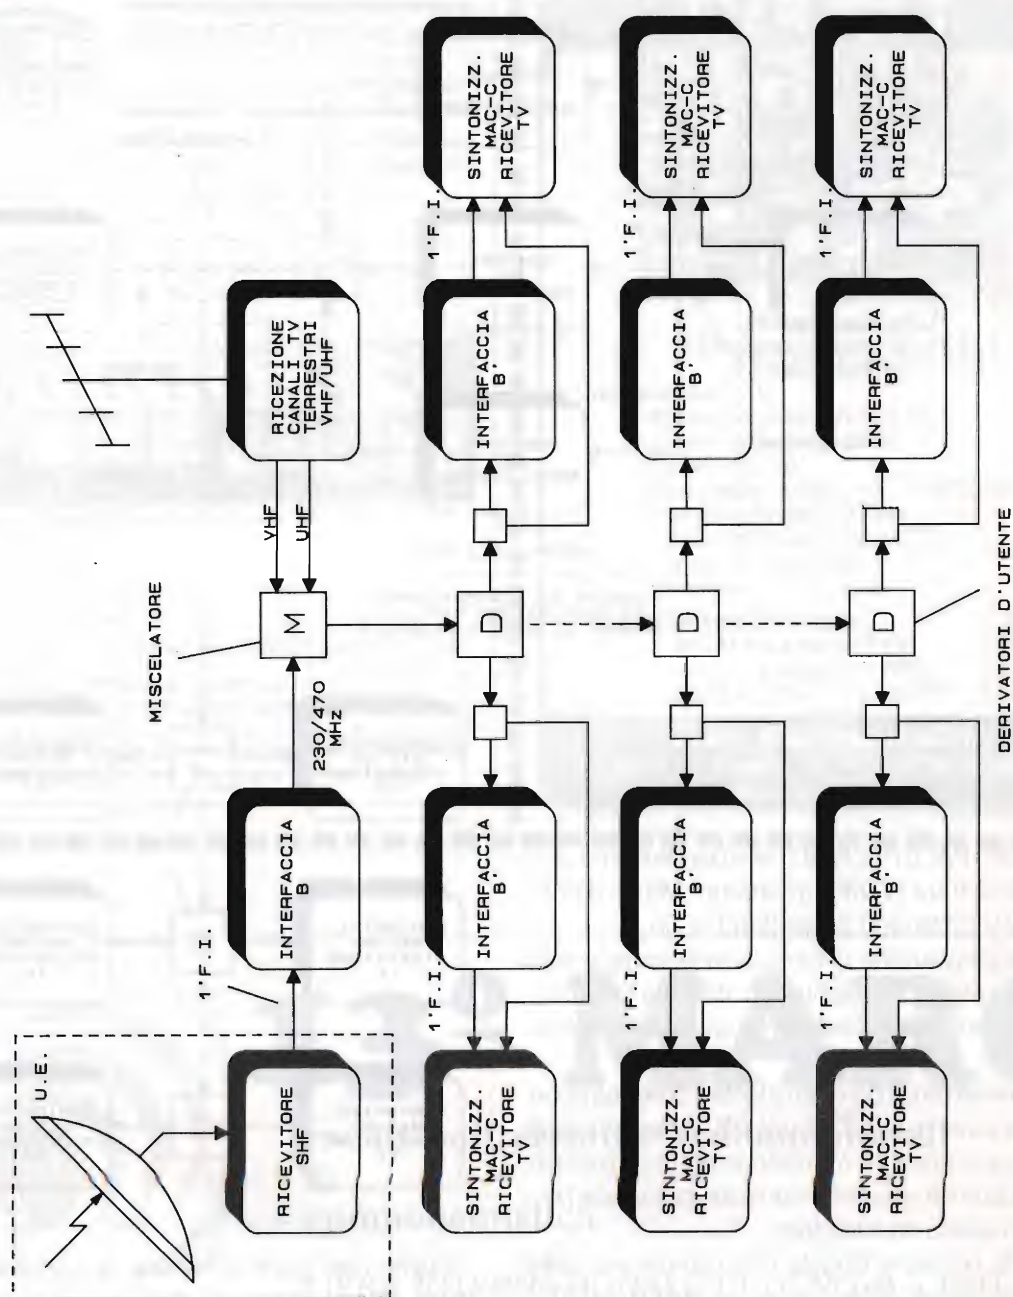 U.E.
RICEVITORE
SHF
1'F.I.
INTERFACCIA
B
230/470
MHz
MISCELATORE
M
VHF
UHF
RICEZIONE
CANALI TV
TERRESTRI
VHF/UHF
SINTONIZZ.
MAC-C
RICEVITORE
TV
1'F.I.
INTERFACCIA
B'
D
INTERFACCIA
B'
1'F.I.
SINTONIZZ.
MAC-C
RICEVITORE
TV
SINTONIZZ.
MAC-C
RICEVITORE
TV
1'F.I.
INTERFACCIA
B'
D
INTERFACCIA
B'
1'F.I.
SINTONIZZ.
MAC-C
RICEVITORE
TV
SINTONIZZ.
MAC-C
RICEVITORE
TV
1'F.I.
INTERFACCIA
B'
D
INTERFACCIA
B'
1'F.I.
SINTONIZZ.
MAC-C
RICEVITORE
TV
DERIVATORI D'UTENTE